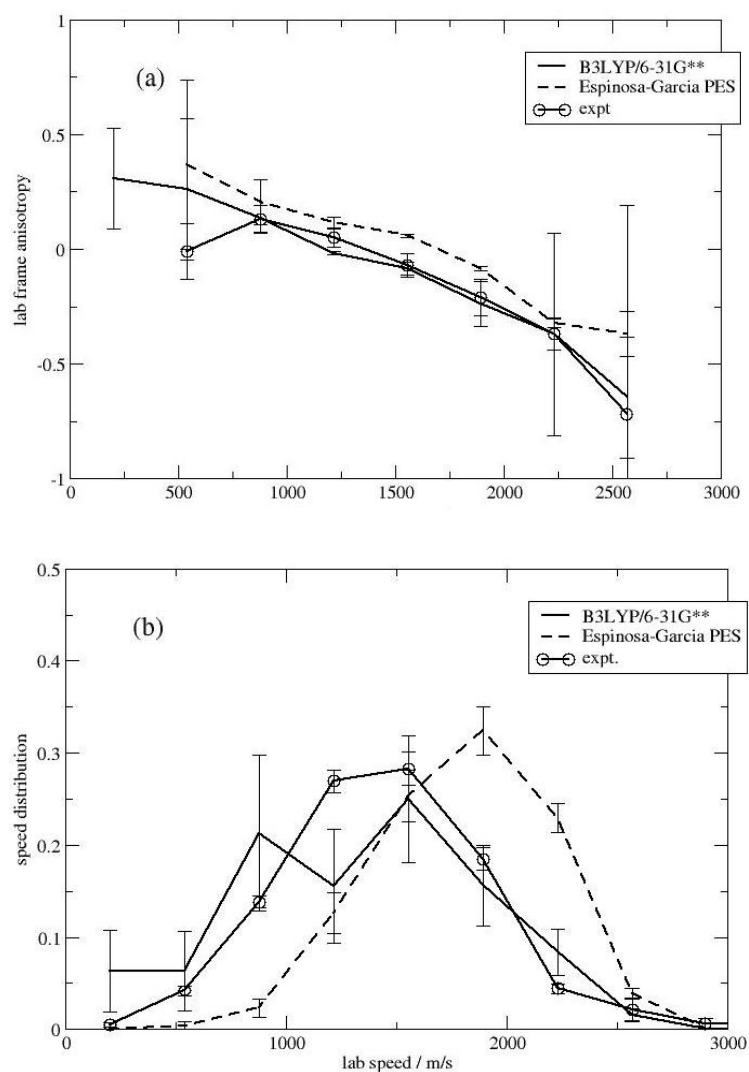 1
(a)
B3LYP/6-31G**
Espinosa-Garcia PES
expt
0.5
lab frame anisotropy
0
-0.5
-1
0 500 1000 1500 2000 2500 3000
0.5
(b)
B3LYP/6-31G**
Espinosa-Garcia PES
expt.
0.4
speed distribution
0.3
0.2
0.1
0
0 1000 2000 3000
lab speed / m/s